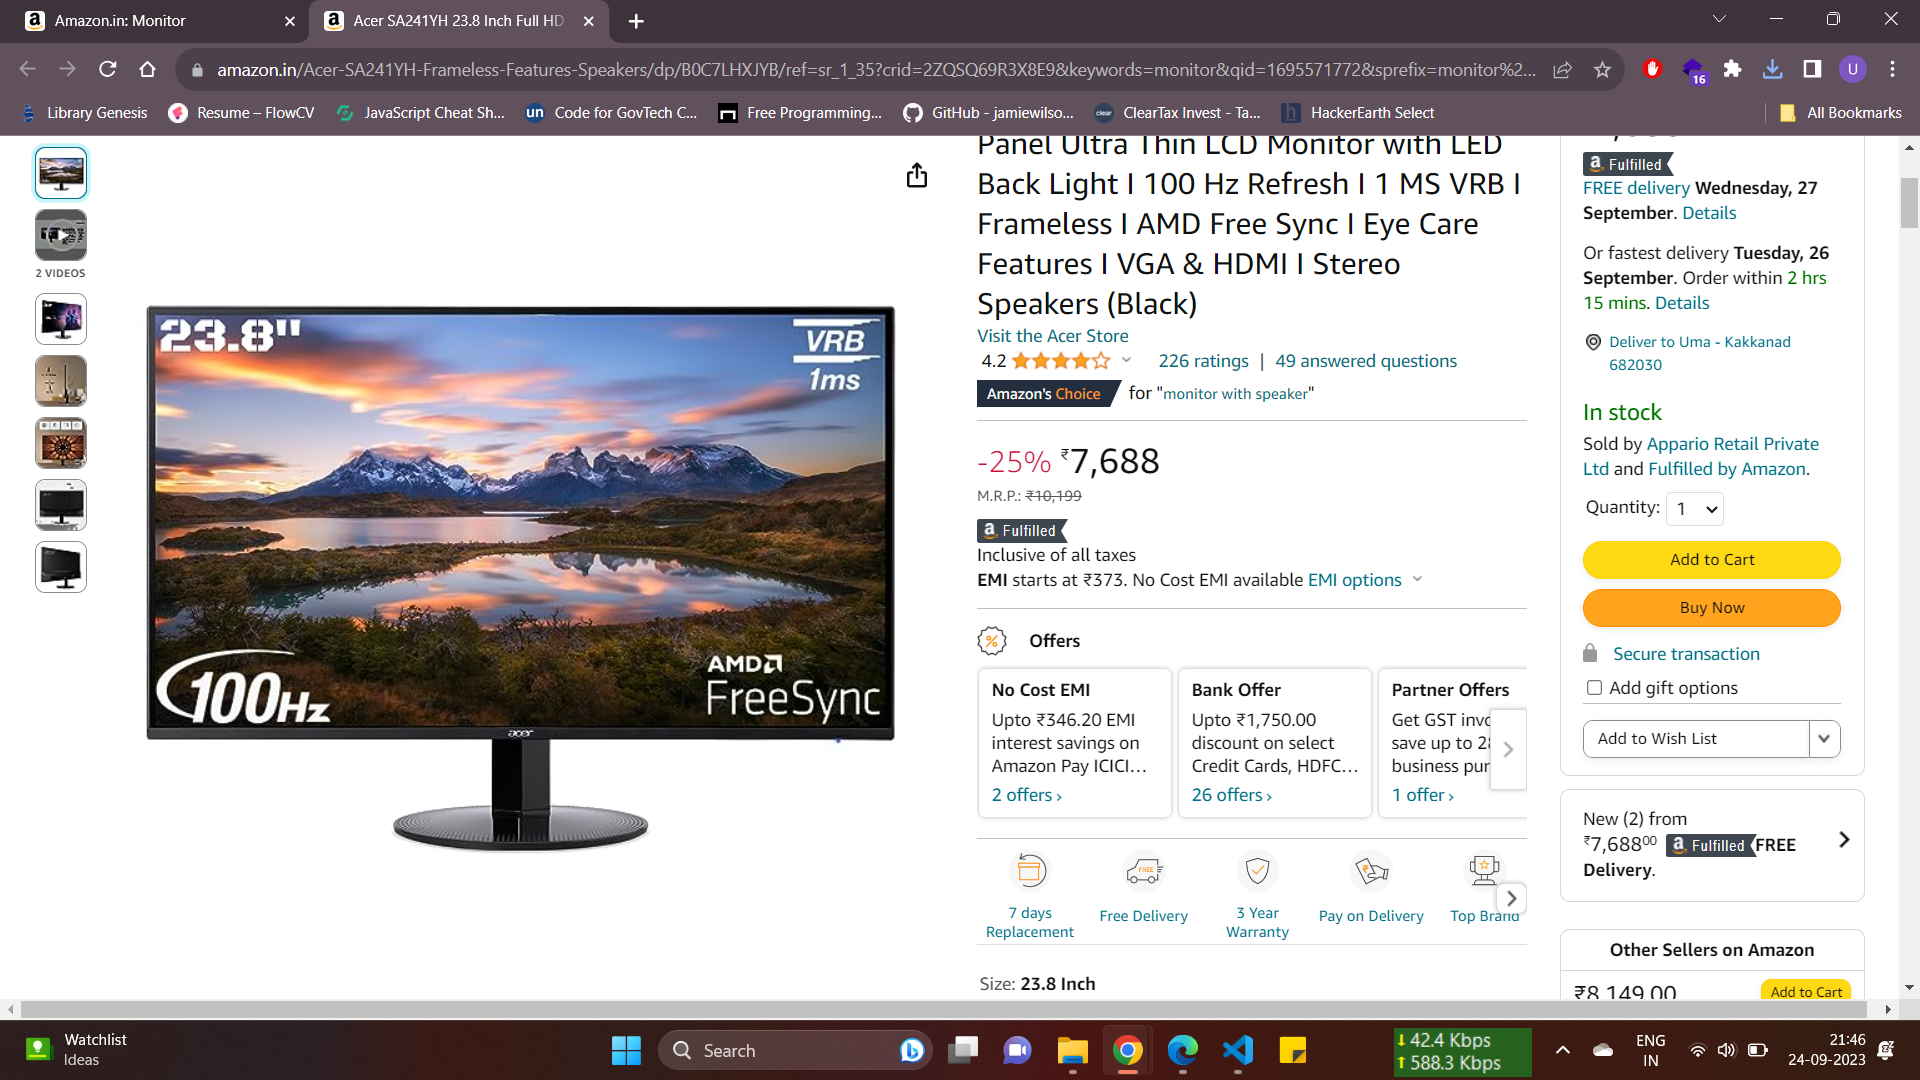 Amazon.in: Monitor
Acer SA241YH 23.8 Inch Full HD
amazon.in/Acer-SA241YH-Frameless-Features-Speakers/dp/B0C7LHXJYB/ref=sr_1_35?crid=2ZQSQ69R3X8E9&keywords=monitor&qid=1695571772&sprefix=monitor%2...
16
U
Library Genesis
Resume – FlowCV
JavaScript Cheat Sh...
un Code for GovTech C...
Free Programming...
GitHub - jamiewilso...
clear ClearTax Invest - Ta...
h HackerEarth Select
All Bookmarks
2 VIDEOS
23.8"
VRB
1ms
100Hz
AMD
FreeSync
acer
Panel Ultra Thin LCD Monitor with LED
Back Light I 100 Hz Refresh I 1 MS VRB I
Frameless I AMD Free Sync I Eye Care
Features I VGA & HDMI I Stereo
Speakers (Black)
Visit the Acer Store
4.2
226 ratings | 49 answered questions
Amazon's Choice for "monitor with speaker"
-25% ₹7,688
M.R.P.: ₹10,199
a Fulfilled
Inclusive of all taxes
EMI starts at ₹373. No Cost EMI available EMI options
% Offers
No Cost EMI
Upto ₹346.20 EMI
interest savings on
Amazon Pay ICICI…
2 offers ›
Bank Offer
Upto ₹1,750.00
discount on select
Credit Cards, HDFC…
26 offers ›
Partner Offers
Get GST invo
save up to 28
business pur
1 offer ›
7 days
Replacement
FREE
Free Delivery
3 Year
Warranty
Pay on Delivery
Top Brand
Size: 23.8 Inch
a Fulfilled
FREE delivery Wednesday, 27
September. Details
Or fastest delivery Tuesday, 26
September. Order within 2 hrs
15 mins. Details
Deliver to Uma - Kakkanad
682030
In stock
Sold by Appario Retail Private
Ltd and Fulfilled by Amazon.
Quantity: 1
Add to Cart
Buy Now
Secure transaction
Add gift options
Add to Wish List
New (2) from
₹7,688⁰⁰ a Fulfilled FREE
Delivery.
Other Sellers on Amazon
₹8,149.00
Add to Cart
Watchlist
Ideas
Search
↓ 42.4 Kbps
↑ 588.3 Kbps
ENG
IN
21:46
24-09-2023